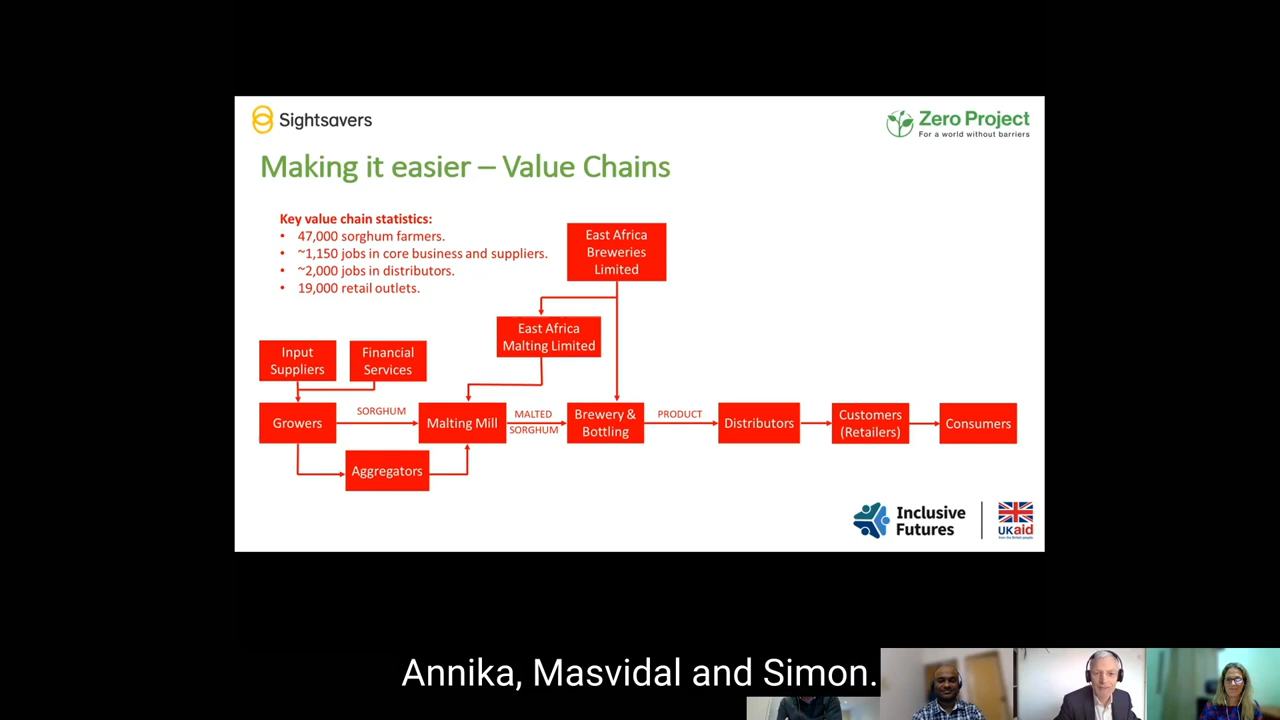 Sightsavers
Zero Project
For a world without barriers
Making it easier – Value Chains
Key value chain statistics:
• 47,000 sorghum farmers.
• ~1,150 jobs in core business and suppliers.
• ~2,000 jobs in distributors.
• 19,000 retail outlets.
East Africa
Breweries
Limited
East Africa
Malting Limited
Input
Suppliers
Financial
Services
Growers
SORGHUM
Malting Mill
MALTED
SORGHUM
Brewery &
Bottling
PRODUCT
Distributors
Customers
(Retailers)
Consumers
Aggregators
Inclusive
Futures
UKaid
from the British people
Annika, Masvidal and Simon.